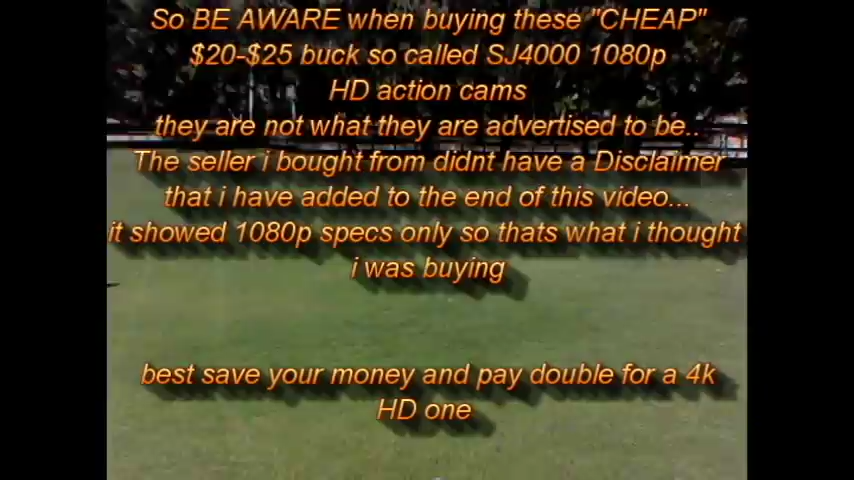 So BE AWARE when buying these "CHEAP"
$20-$25 buck so called SJ4000 1080p
HD action cams
they are not what they are advertised to be..
The seller i bought from didnt have a Disclaimer
that i have added to the end of this video...
it showed 1080p specs only so thats what i thought
i was buying
best save your money and pay double for a 4k
HD one